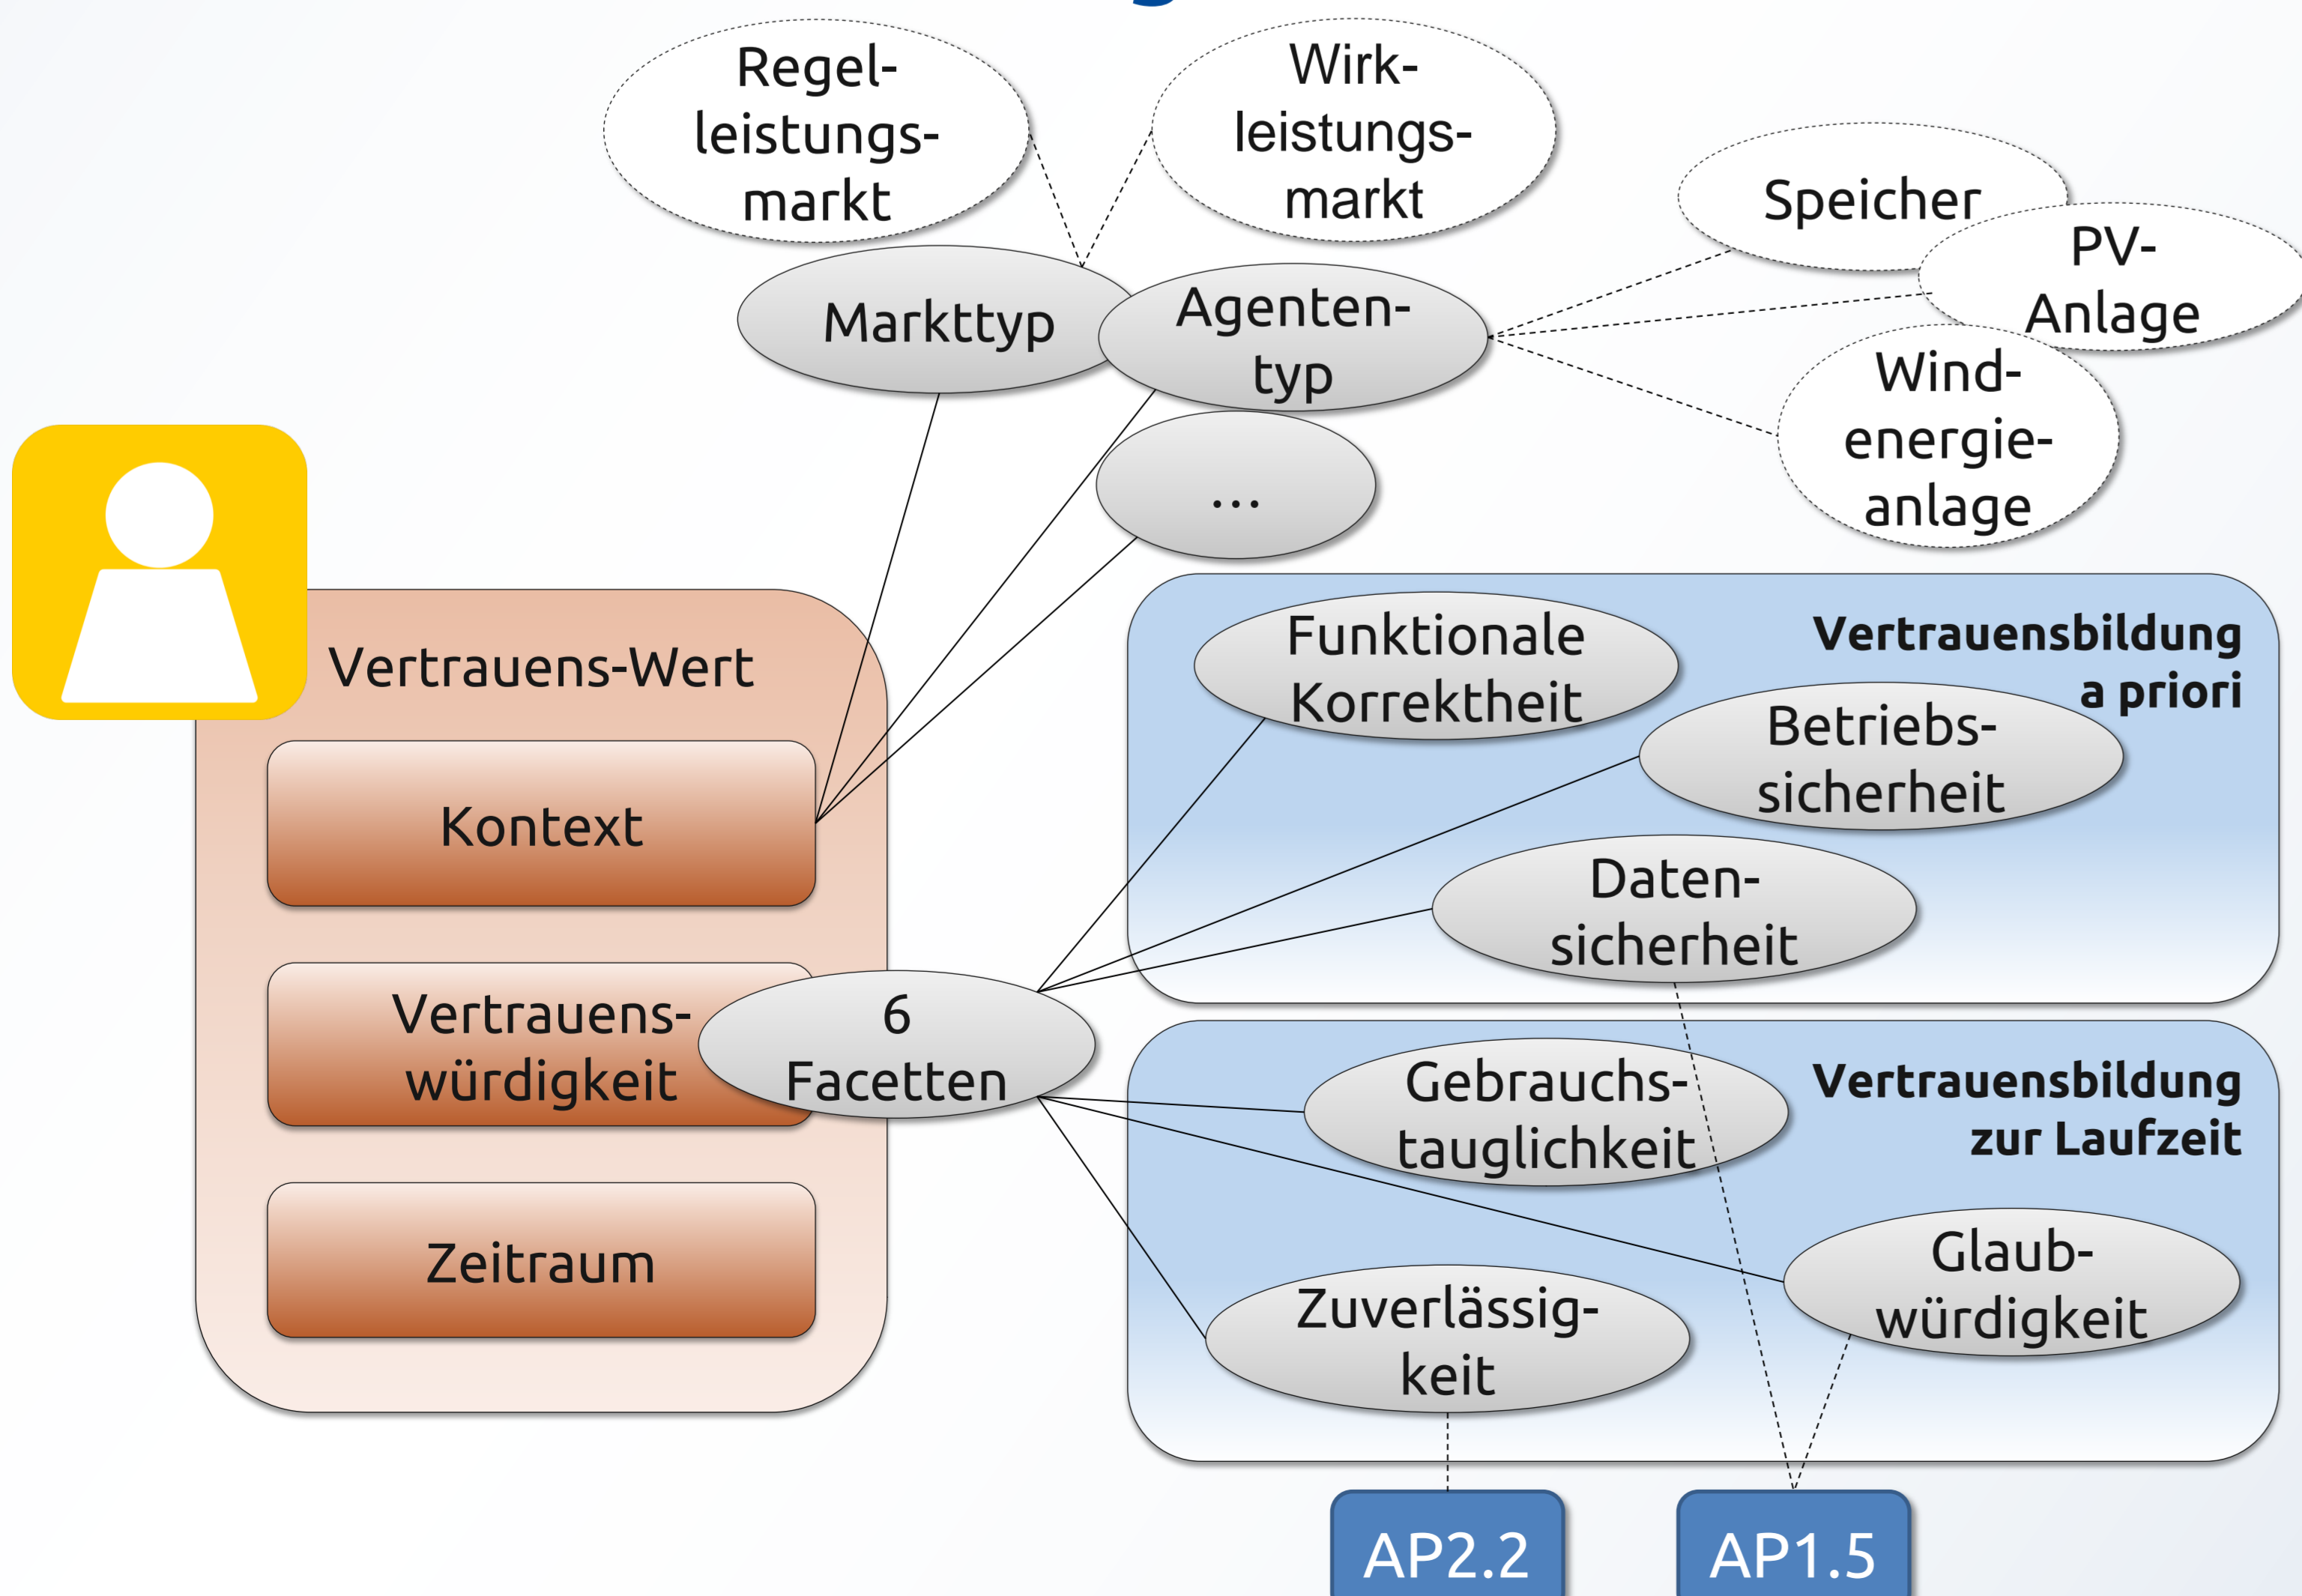 Regel-
leistungs-
markt
Wirk-
leistungs-
markt
Speicher
PV-
Anlage
Wind-
energie-
anlage
Markttyp
Agenten-
typ
...
Vertrauens-Wert
Kontext
Vertrauens-
würdigkeit
6
Facetten
Zeitraum
Vertrauensbildung
a priori
Funktionale
Korrektheit
Betriebs-
sicherheit
Daten-
sicherheit
Vertrauensbildung
zur Laufzeit
Gebrauchs-
tauglichkeit
Glaub-
würdigkeit
Zuverlässig-
keit
AP2.2
AP1.5